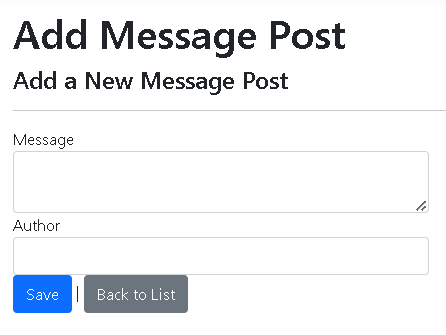 Add Message Post
Add a New Message Post
Message
Author
Save | Back to List